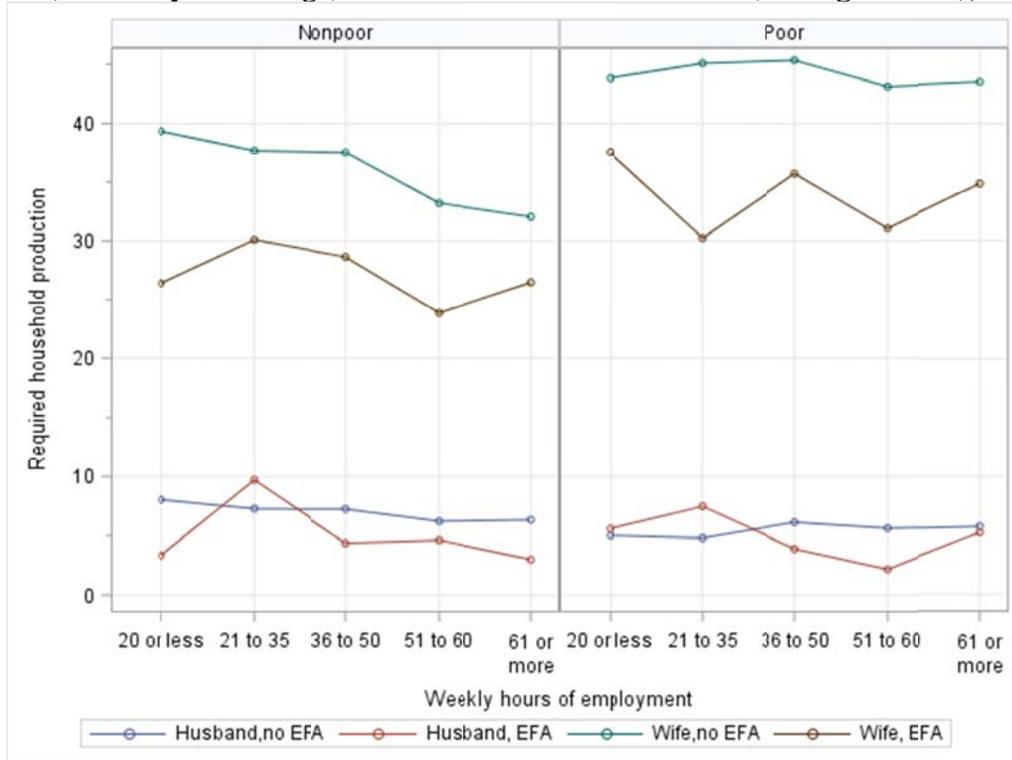 Nonpoor
Poor
Required household production
40
30
20
10
0
20 or less 21 to 35 36 to 50 51 to 60 61 or more
20 or less 21 to 35 36 to 50 51 to 60 61 or more
Weekly hours of employment
Husband,no EFA Husband, EFA Wife,no EFA Wife, EFA